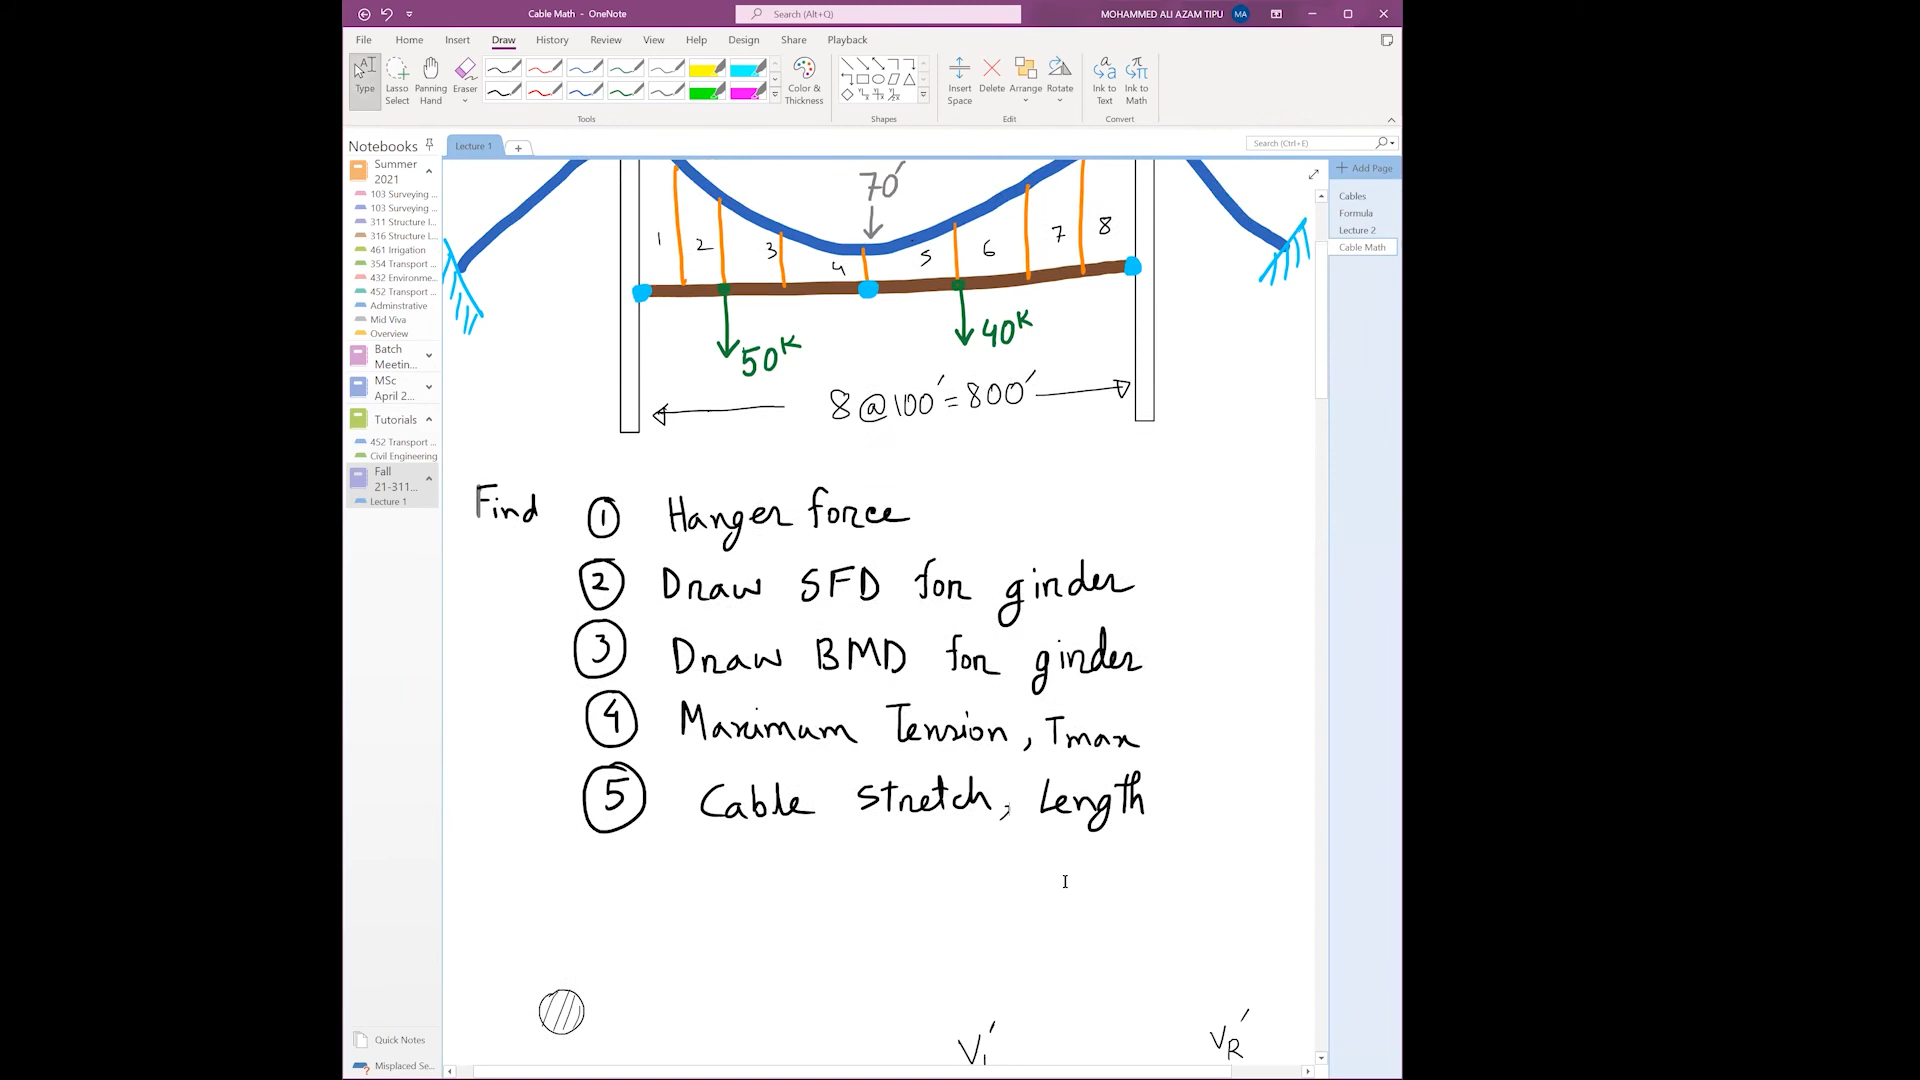 Cable Math - OneNote
Search (Alt+Q)
MOHAMMED ALI AZAM TIPU
MA
File Home Insert Draw History Review View Help Design Share Playback
Type
Lasso Select
Panning Hand
Eraser
Color & Thickness
Insert Space
Delete
Arrange
Rotate
Ink to Text
Ink to Math
Tools
Shapes
Edit
Convert
Notebooks
Lecture 1
Search (Ctrl+E)
Summer 2021
103 Surveying ...
103 Surveying ...
311 Structure I...
316 Structure L...
461 Irrigation
354 Transport ...
432 Environme...
452 Transport ...
Adminstrative
Mid Viva
Overview
Batch Meetin...
MSc April 2...
Tutorials
452 Transport ...
Civil Engineering
Fall 21-311...
Lecture 1
Quick Notes
Misplaced Se...
Add Page
Cables
Formula
Lecture 2
Cable Math
70'
1 2 3 4 5 6 7 8
50K
40K
8 @ 100' = 800'
Find 1 Hanger force
2 Draw SFD for girder
3 Draw BMD for girder
4 Maximum Tension, Tmax
5 Cable stretch, Length
VR'